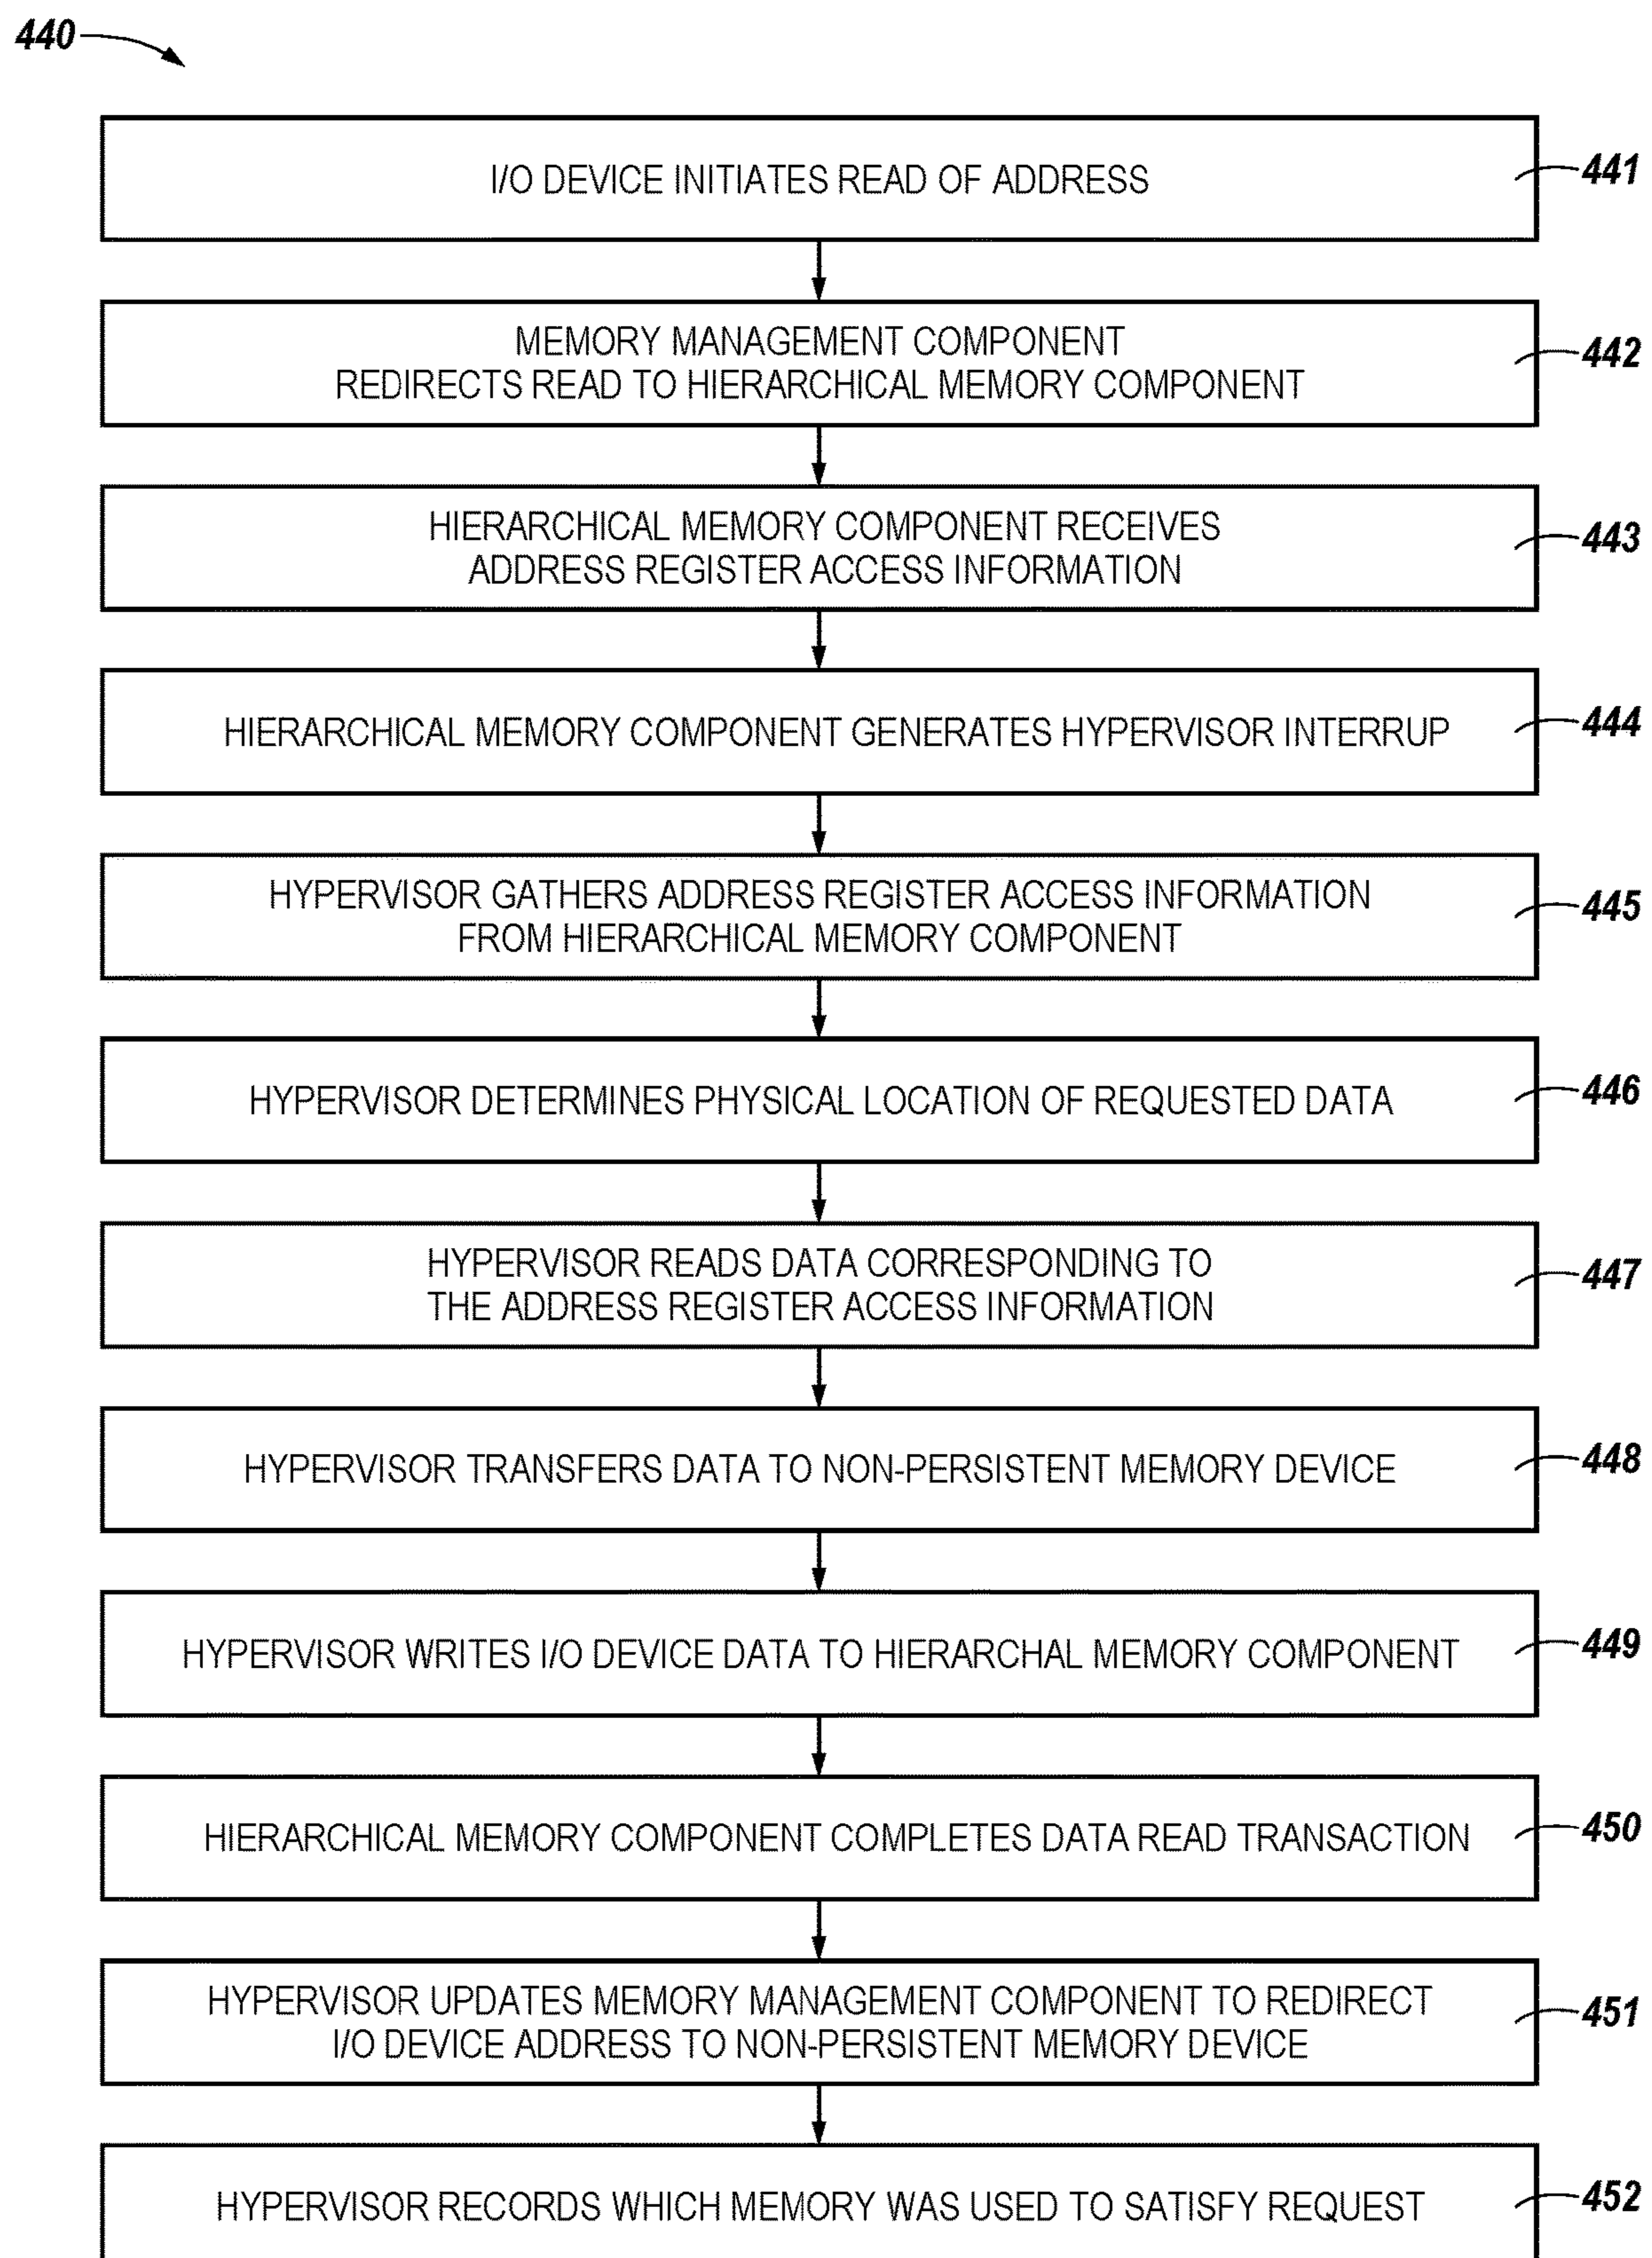 440
I/O DEVICE INITIATES READ OF ADDRESS
441
MEMORY MANAGEMENT COMPONENT
REDIRECTS READ TO HIERARCHICAL MEMORY COMPONENT
442
HIERARCHICAL MEMORY COMPONENT RECEIVES
ADDRESS REGISTER ACCESS INFORMATION
443
HIERARCHICAL MEMORY COMPONENT GENERATES HYPERVISOR INTERRUP
444
HYPERVISOR GATHERS ADDRESS REGISTER ACCESS INFORMATION
FROM HIERARCHICAL MEMORY COMPONENT
445
HYPERVISOR DETERMINES PHYSICAL LOCATION OF REQUESTED DATA
446
HYPERVISOR READS DATA CORRESPONDING TO
THE ADDRESS REGISTER ACCESS INFORMATION
447
HYPERVISOR TRANSFERS DATA TO NON-PERSISTENT MEMORY DEVICE
448
HYPERVISOR WRITES I/O DEVICE DATA TO HIERARCHAL MEMORY COMPONENT
449
HIERARCHICAL MEMORY COMPONENT COMPLETES DATA READ TRANSACTION
450
HYPERVISOR UPDATES MEMORY MANAGEMENT COMPONENT TO REDIRECT
I/O DEVICE ADDRESS TO NON-PERSISTENT MEMORY DEVICE
451
HYPERVISOR RECORDS WHICH MEMORY WAS USED TO SATISFY REQUEST
452